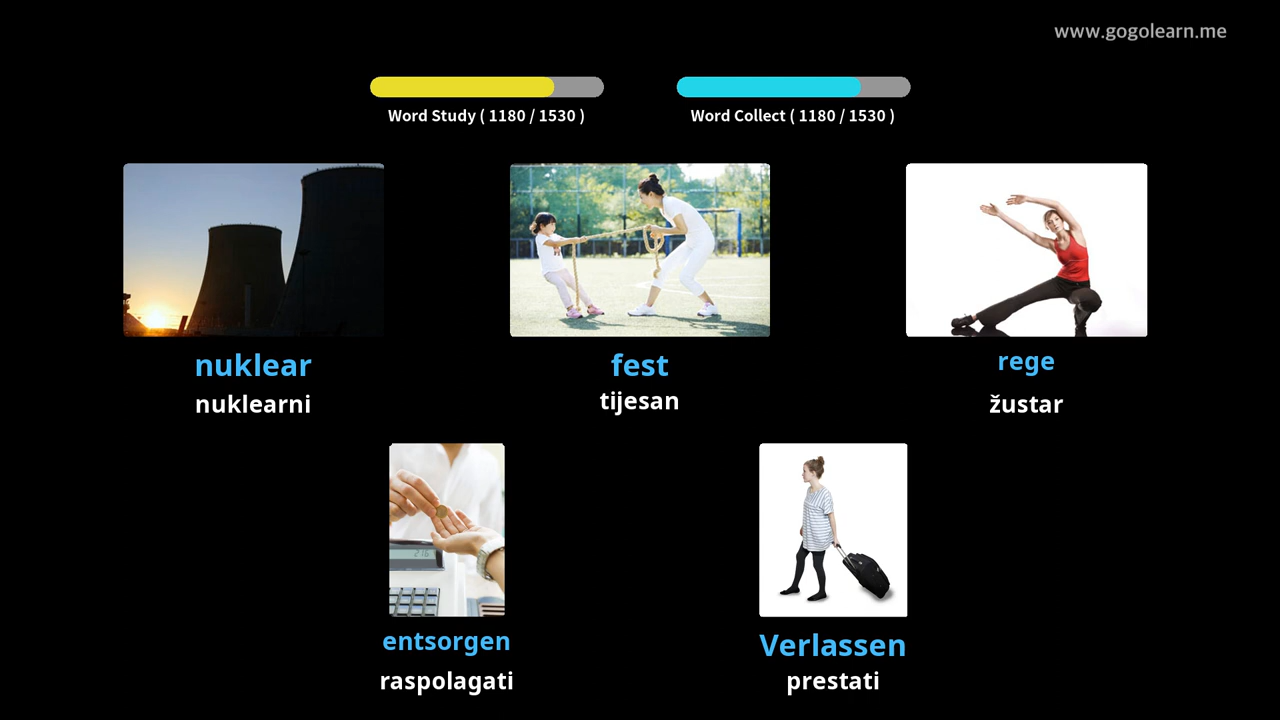 www.gogolearn.me
Word Study ( 1180 / 1530 )
Word Collect ( 1180 / 1530 )
nuklear
nuklearni
fest
tijesan
rege
žustar
216.
entsorgen
raspolagati
Verlassen
prestati